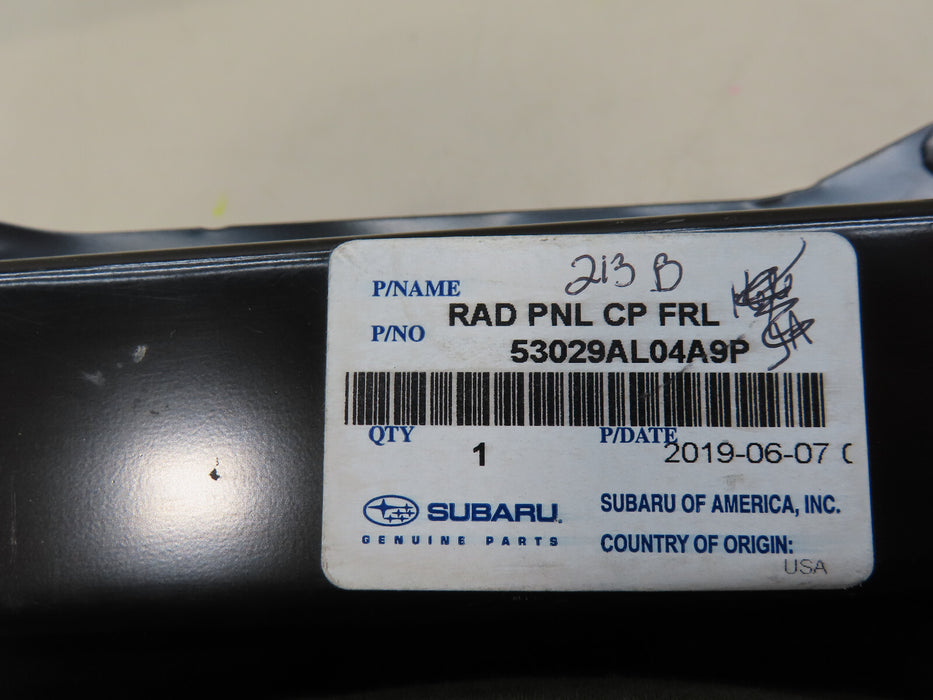 213 B
P/NAME
RAD PNL CP FRL
P/NO
53029AL04A9P
QTY
1
P/DATE
2019-06-07
SUBARU.
GENUINE PARTS
SUBARU OF AMERICA, INC.
COUNTRY OF ORIGIN:
USA